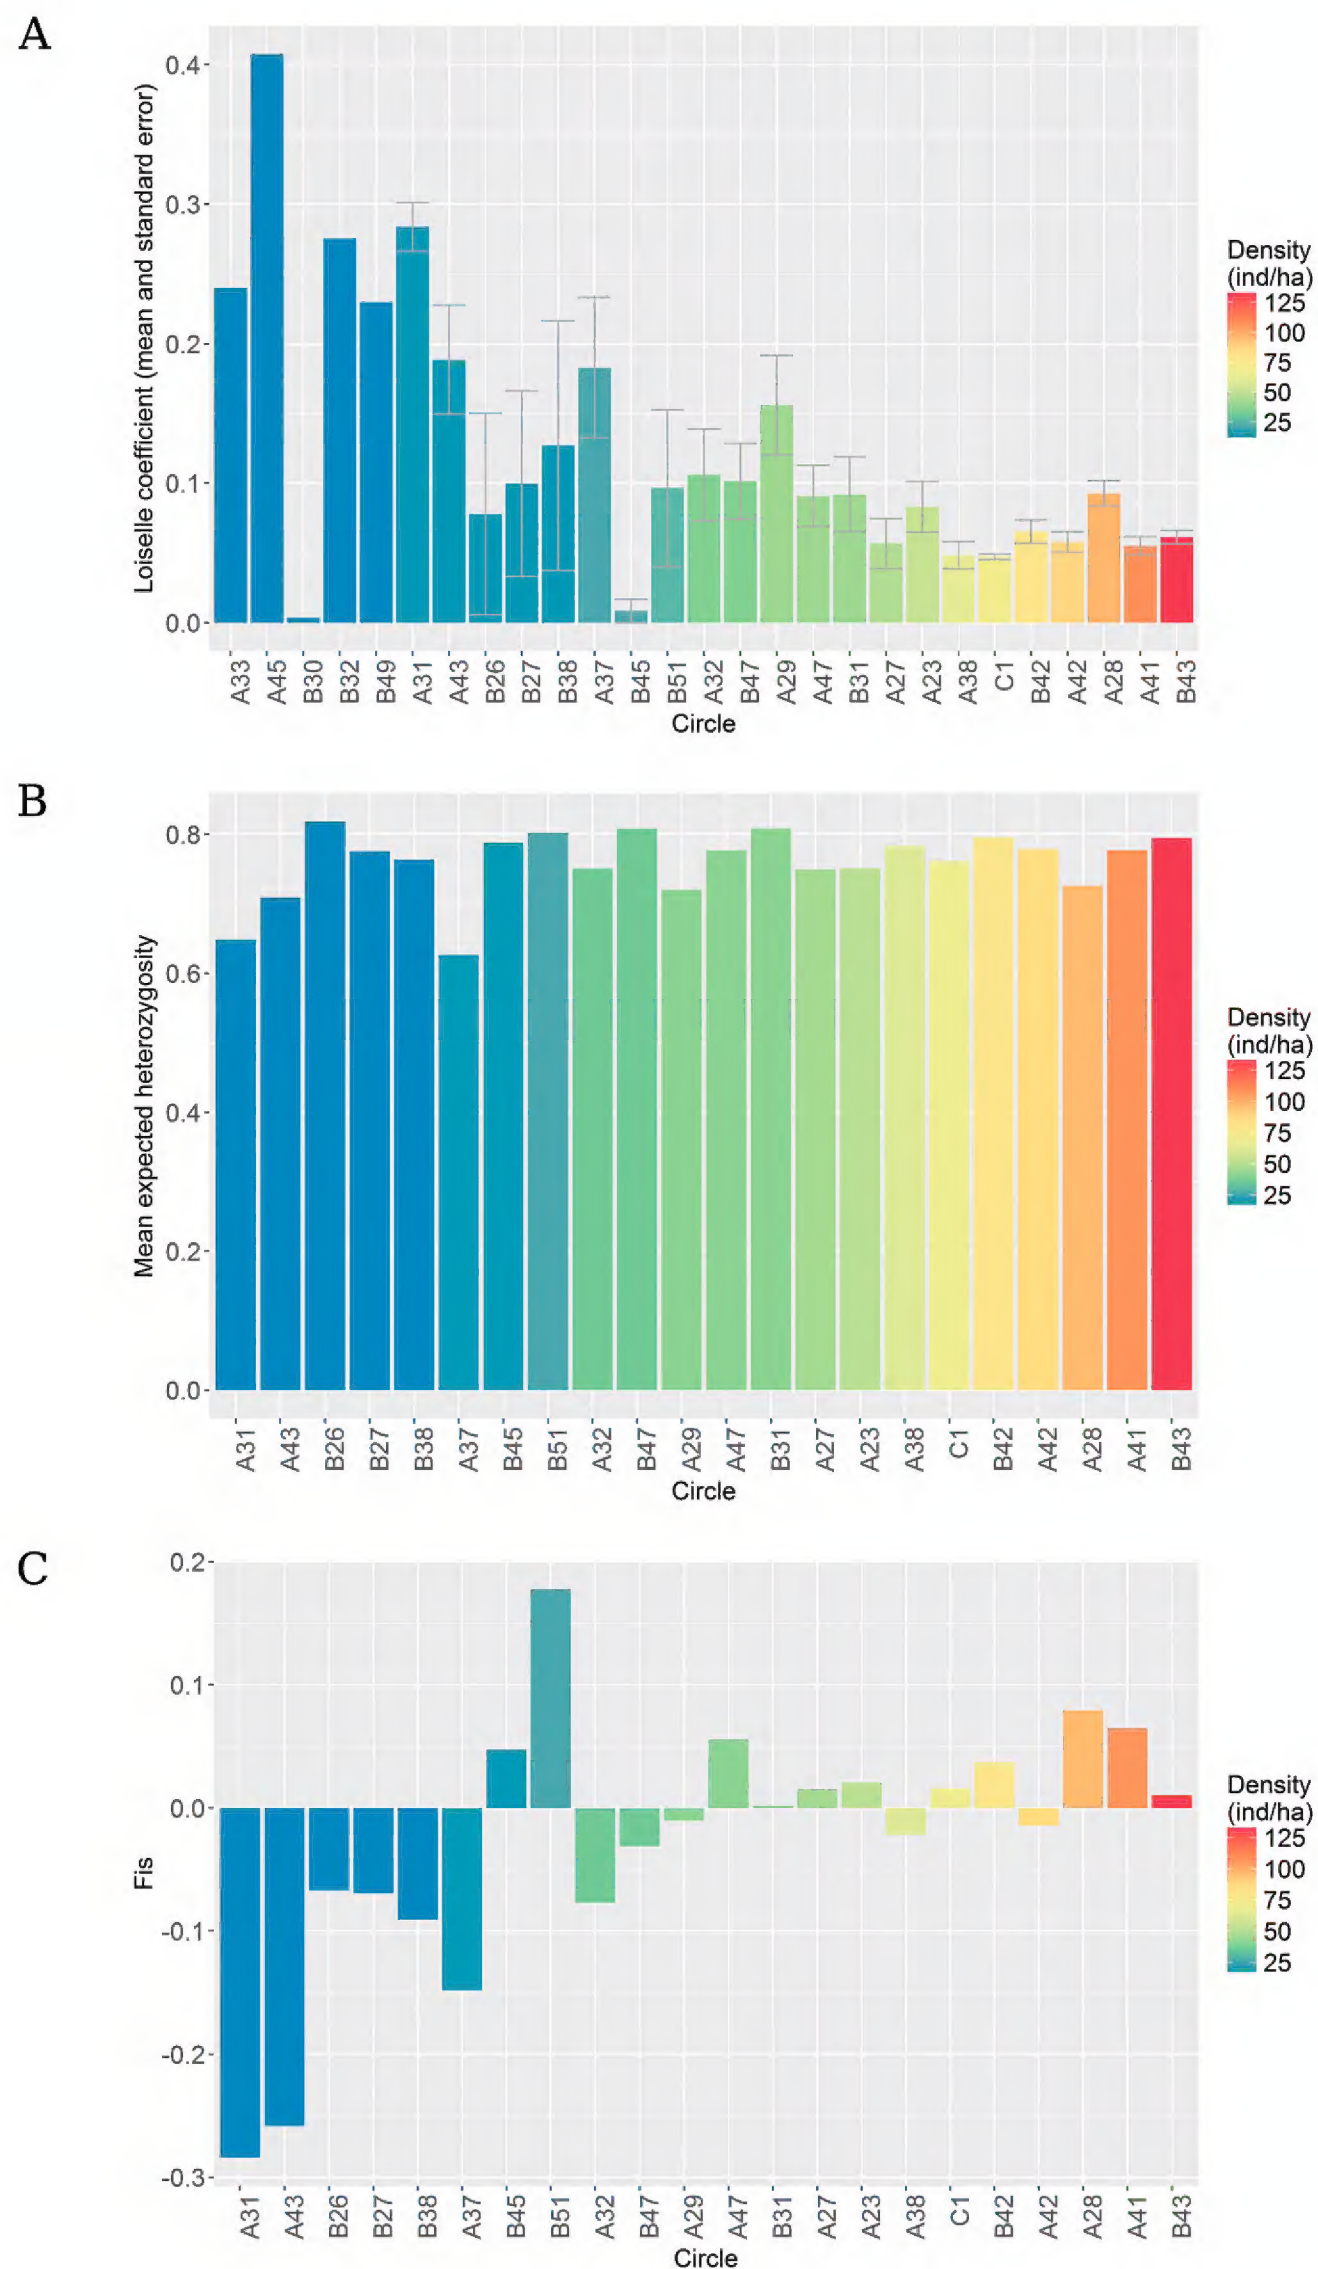 A
Loiselle coefficient (mean and standard error)
0.4
0.3
0.2
0.1
0.0
A33 A45 B30 B32 B49 A31 A43 B26 B27 B38 A37 B45 B51 A32 B47 A29 A47 B31 A27 A23 A38 C1 B42 A42 A28 A41 B43
Circle
Density
(ind/ha)
125
100
75
50
25
B
Mean expected heterozygosity
0.8
0.6
0.4
0.2
0.0
A31 A43 B26 B27 B38 A37 B45 B51 A32 B47 A29 A47 B31 A27 A23 A38 C1 B42 A42 A28 A41 B43
Circle
Density
(ind/ha)
125
100
75
50
25
C
Fis
0.2
0.1
0.0
-0.1
-0.2
-0.3
A31 A43 B26 B27 B38 A37 B45 B51 A32 B47 A29 A47 B31 A27 A23 A38 C1 B42 A42 A28 A41 B43
Circle
Density
(ind/ha)
125
100
75
50
25